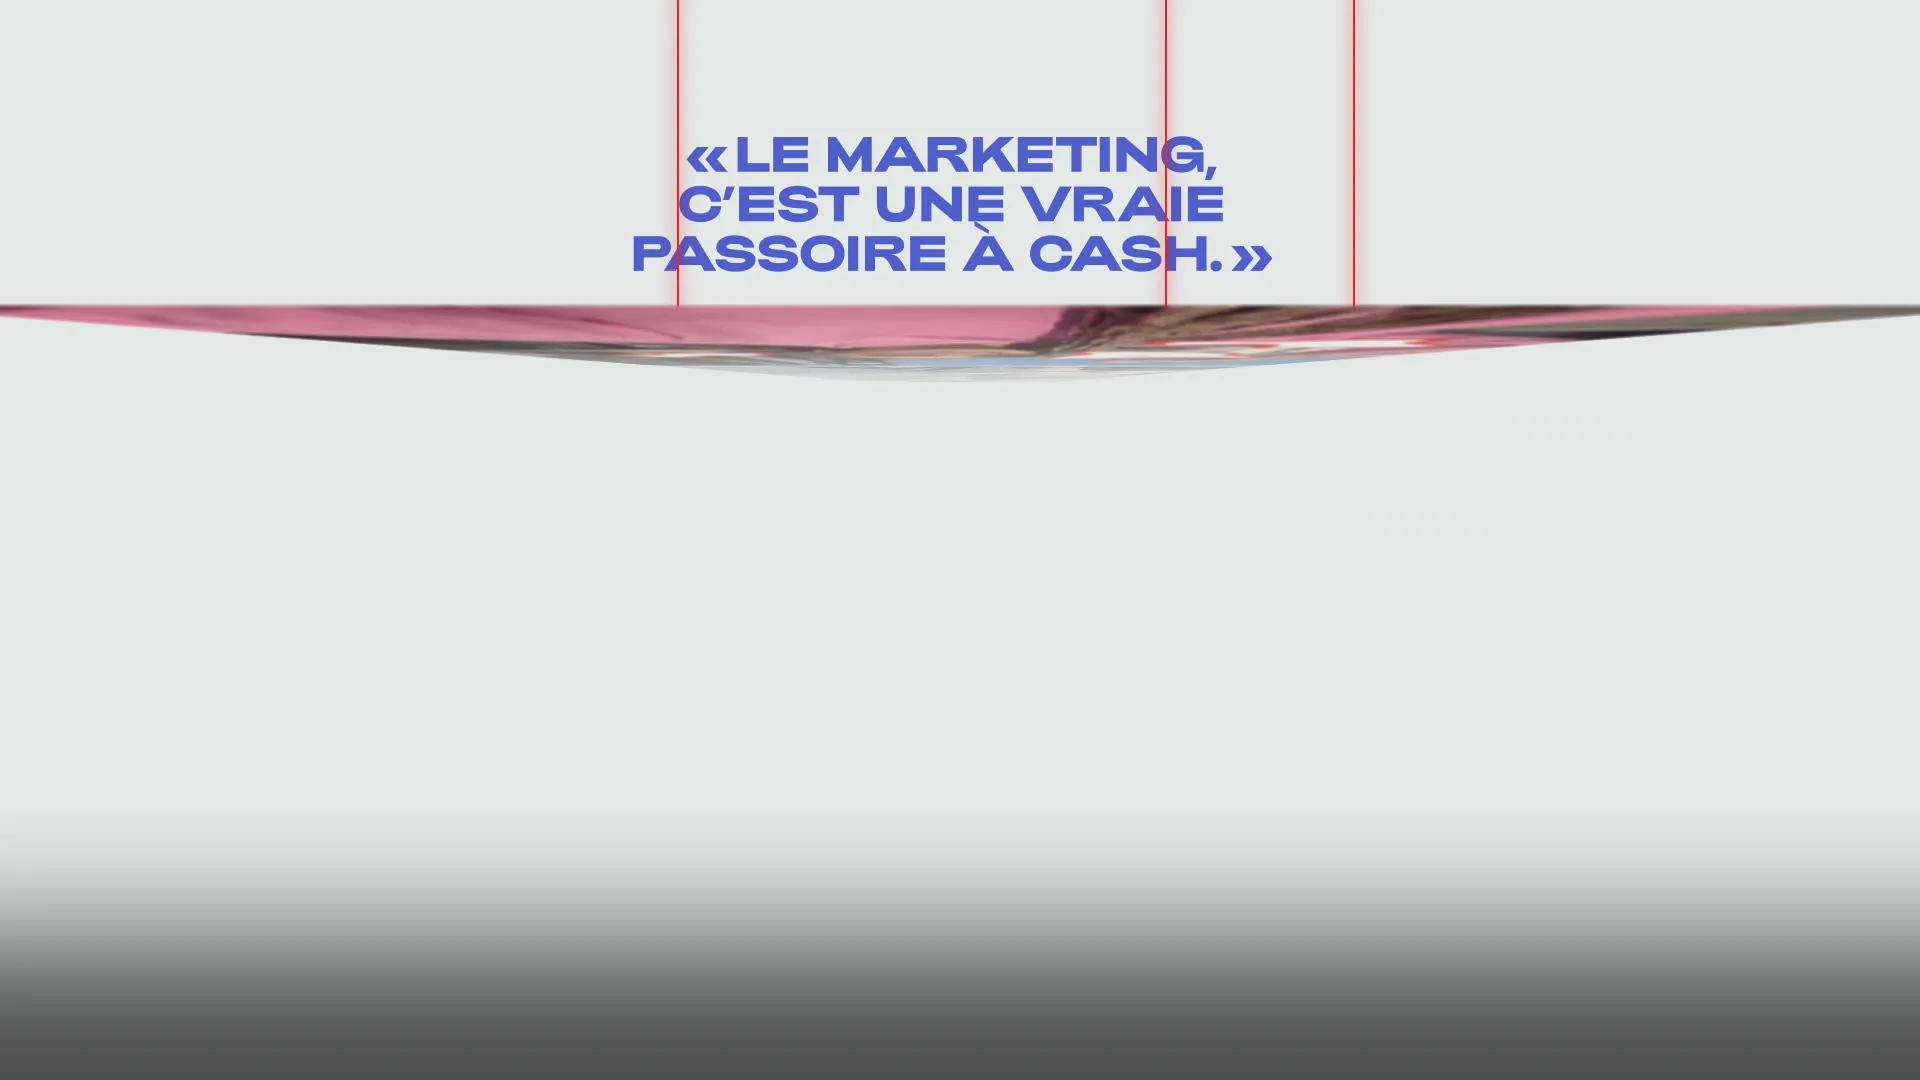 « LE MARKETING,
C’EST UNE VRAIE
PASSOIRE À CASH. »